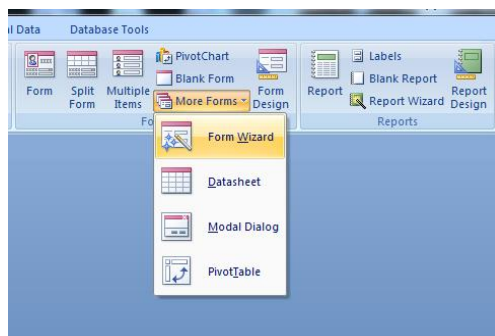 l Data Database Tools
Form
Split
Form
Multiple
Items
PivotChart
Blank Form
More Forms
Form
Design
Fo
Report
Labels
Blank Report
Report Wizard
Report
Design
Reports
Form Wizard
Datasheet
Modal Dialog
PivotTable